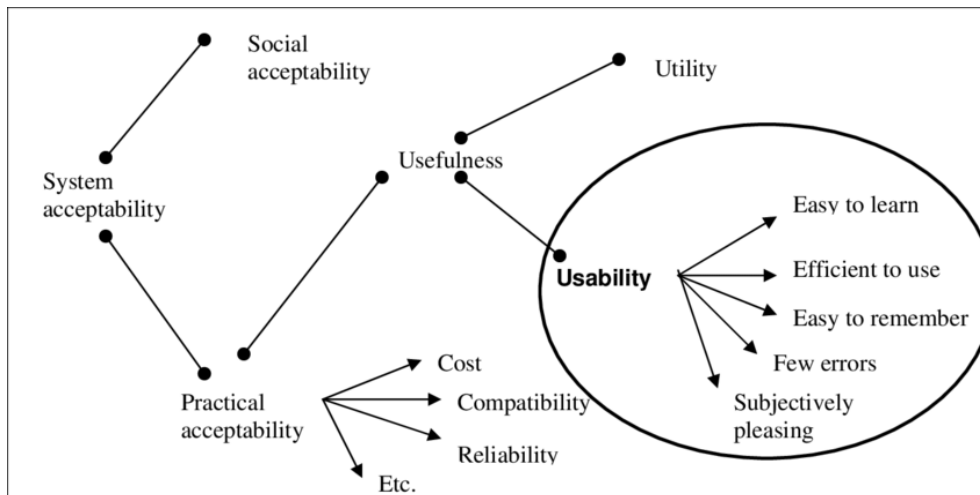 Social
acceptability
Utility
Usefulness
System
acceptability
Easy to learn
Usability
Efficient to use
Easy to remember
Few errors
Cost
Practical
acceptability
Compatibility
Subjectively
pleasing
Reliability
Etc.